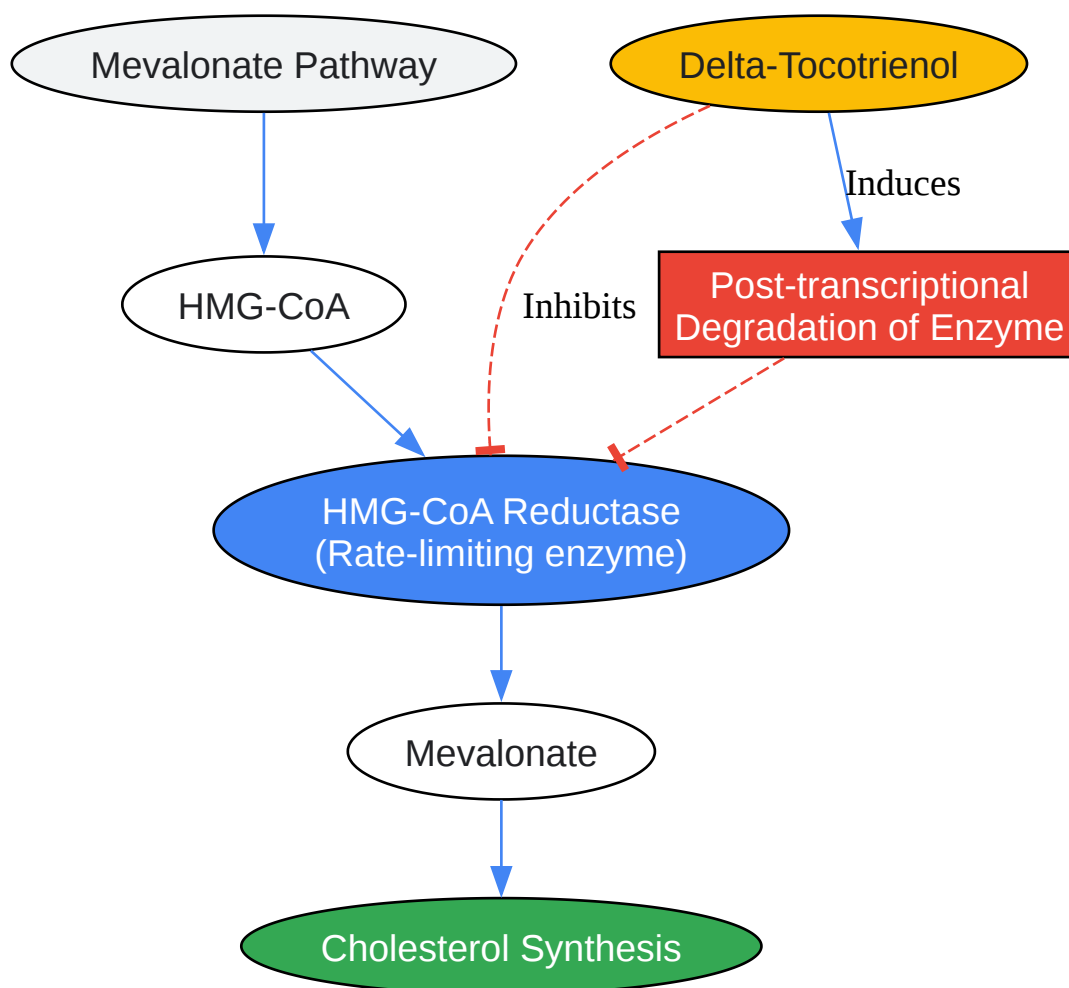 Mevalonate Pathway
Delta-Tocotrienol
Induces
HMG-CoA
Inhibits
Post-transcriptional
Degradation of Enzyme
HMG-CoA Reductase
(Rate-limiting enzyme)
Mevalonate
Cholesterol Synthesis